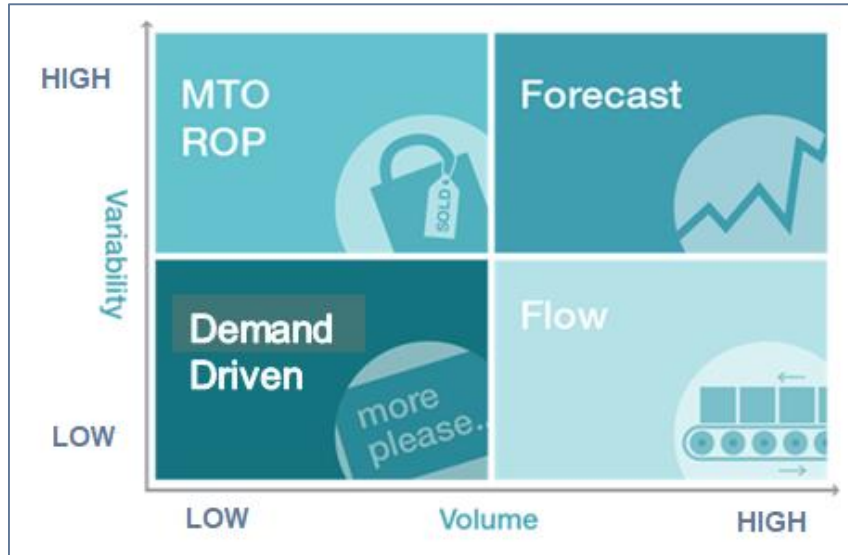 HIGH
MTO
ROP
SOLD
Forecast
Variability
Demand
Driven
more
please..
Flow
LOW
LOW
Volume
HIGH